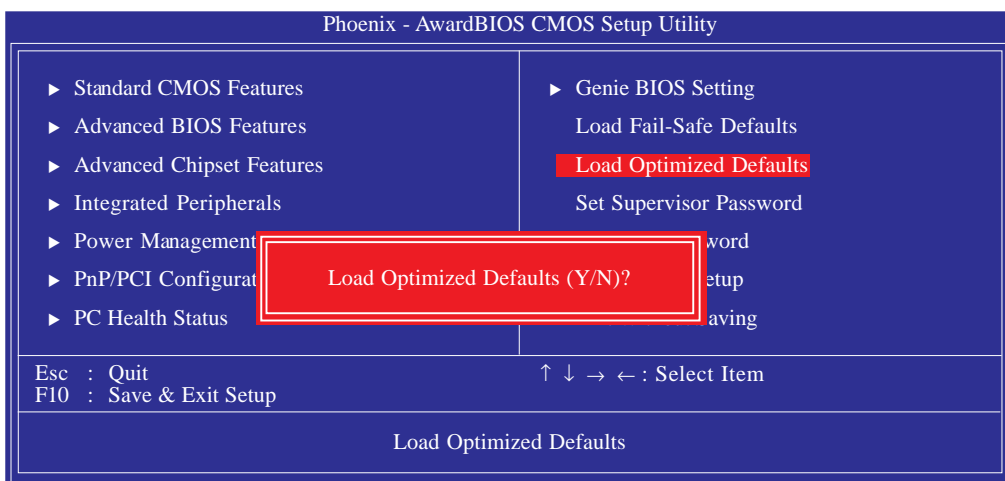 Phoenix - AwardBIOS CMOS Setup Utility
▶ Standard CMOS Features
▶ Advanced BIOS Features
▶ Advanced Chipset Features
▶ Integrated Peripherals
▶ Power Management
▶ PnP/PCI Configurat
▶ PC Health Status
▶ Genie BIOS Setting
Load Fail-Safe Defaults
Load Optimized Defaults
Set Supervisor Password
word
etup
aving
Load Optimized Defaults (Y/N)?
Esc : Quit
F10 : Save & Exit Setup
↑ ↓ → ← : Select Item
Load Optimized Defaults